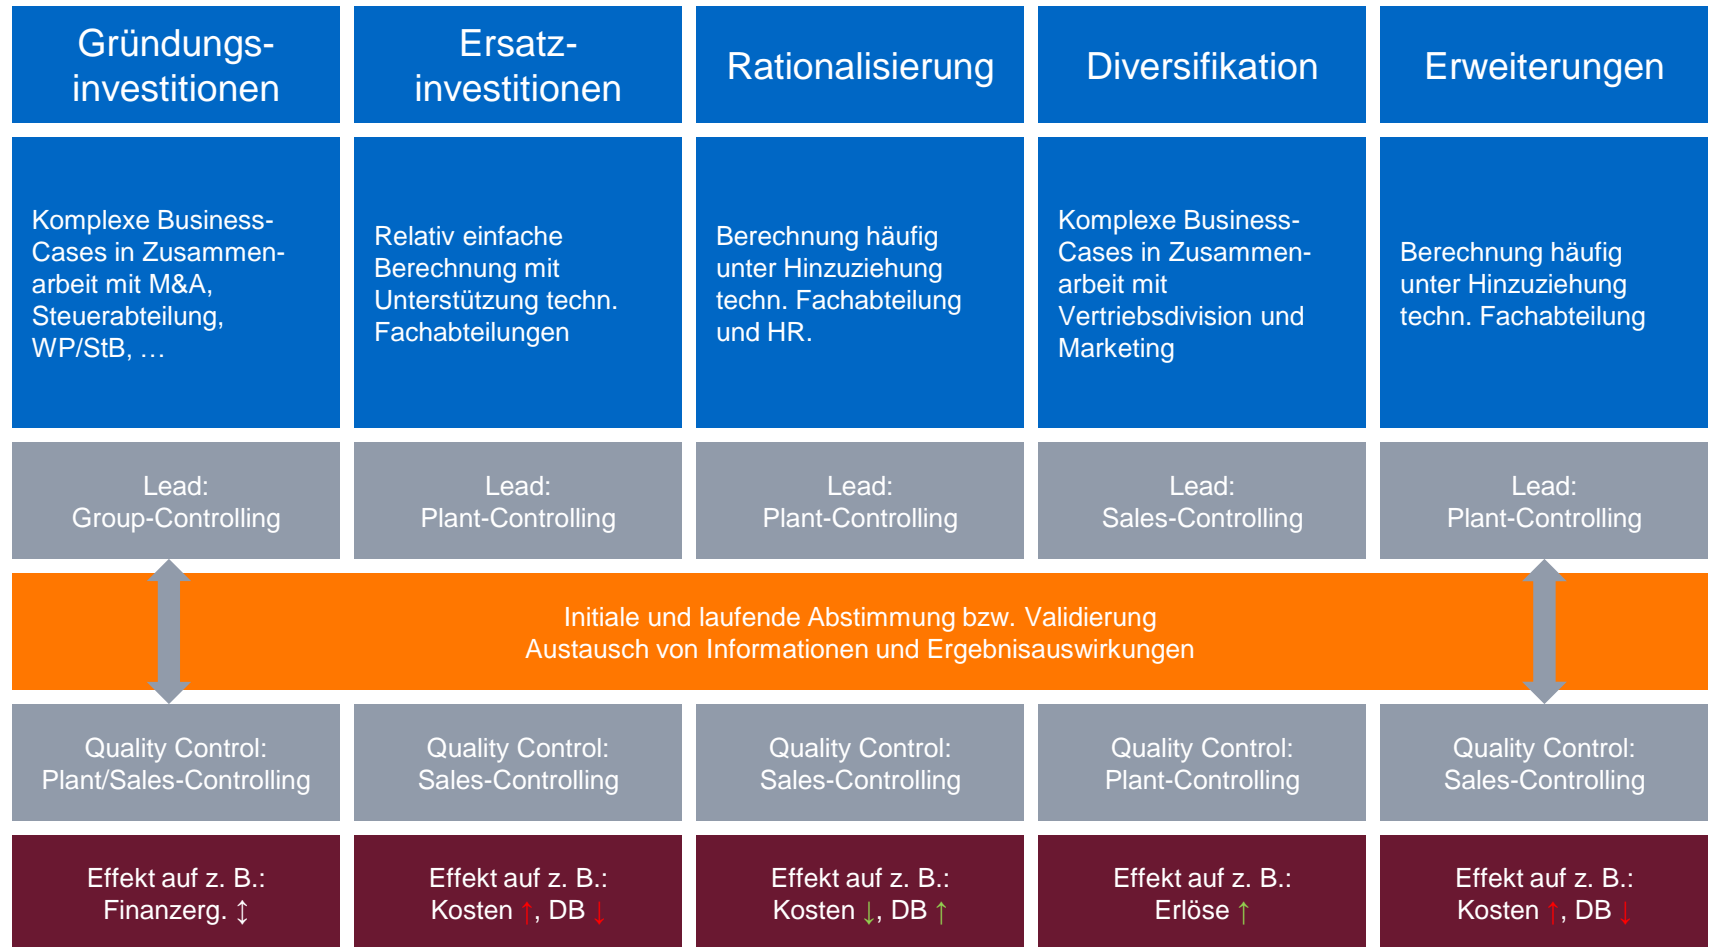 Gründungs-
investitionen
Ersatz-
investitionen
Rationalisierung
Diversifikation
Erweiterungen
Komplexe Business-
Cases in Zusammen-
arbeit mit M&A,
Steuerabteilung,
WP/StB, …
Relativ einfache
Berechnung mit
Unterstützung techn.
Fachabteilungen
Berechnung häufig
unter Hinzuziehung
techn. Fachabteilung
und HR.
Komplexe Business-
Cases in Zusammen-
arbeit mit
Vertriebsdivision und
Marketing
Berechnung häufig
unter Hinzuziehung
techn. Fachabteilung
Lead:
Group-Controlling
Lead:
Plant-Controlling
Lead:
Plant-Controlling
Lead:
Sales-Controlling
Lead:
Plant-Controlling
Initiale und laufende Abstimmung bzw. Validierung
Austausch von Informationen und Ergebnisauswirkungen
Quality Control:
Plant/Sales-Controlling
Quality Control:
Sales-Controlling
Quality Control:
Sales-Controlling
Quality Control:
Plant-Controlling
Quality Control:
Sales-Controlling
Effekt auf z. B.:
Finanzerg. ↕
Effekt auf z. B.:
Kosten ↑, DB ↓
Effekt auf z. B.:
Kosten ↓, DB ↑
Effekt auf z. B.:
Erlöse ↑
Effekt auf z. B.:
Kosten ↑, DB ↓